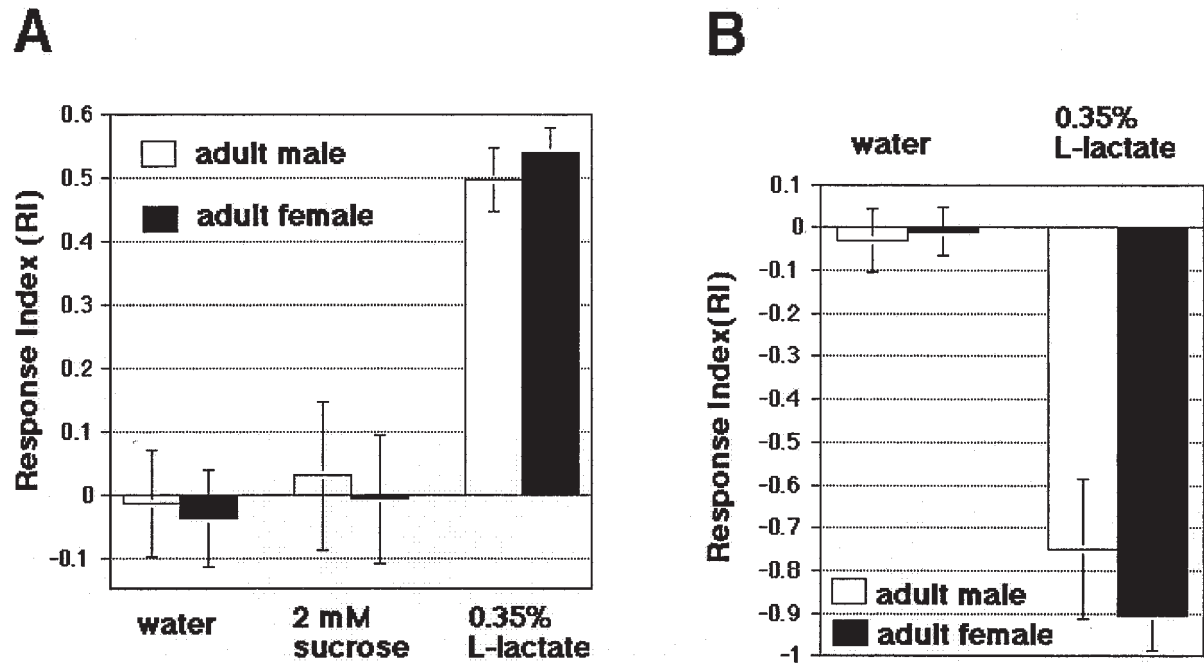 A
Response Index (RI)
0.6
0.5
0.4
0.3
0.2
0.1
0
-0.1
adult male
adult female
water
2 mM
sucrose
0.35%
L-lactate
B
water
0.35%
L-lactate
Response Index(RI)
0.1
0
-0.1
-0.2
-0.3
-0.4
-0.5
-0.6
-0.7
-0.8
-0.9
-1
adult male
adult female